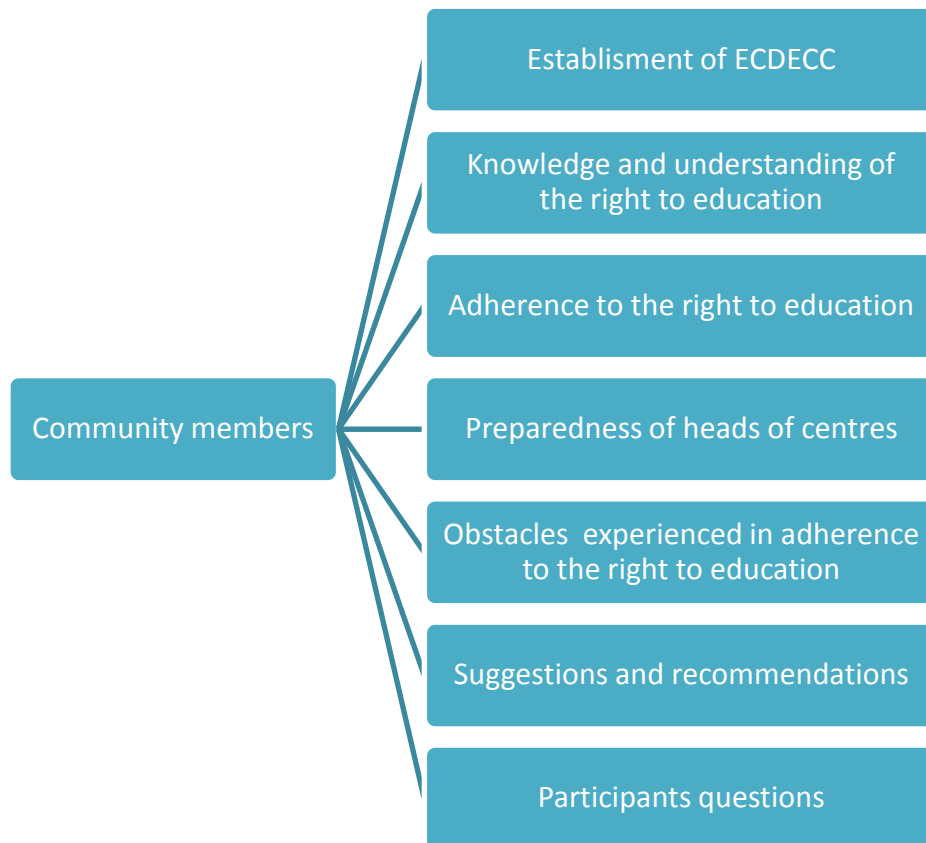 Establisment of ECDECC
Knowledge and understanding of
the right to education
Adherence to the right to education
Community members
Preparedness of heads of centres
Obstacles  experienced in adherence
to the right to education
Suggestions and recommendations
Participants questions